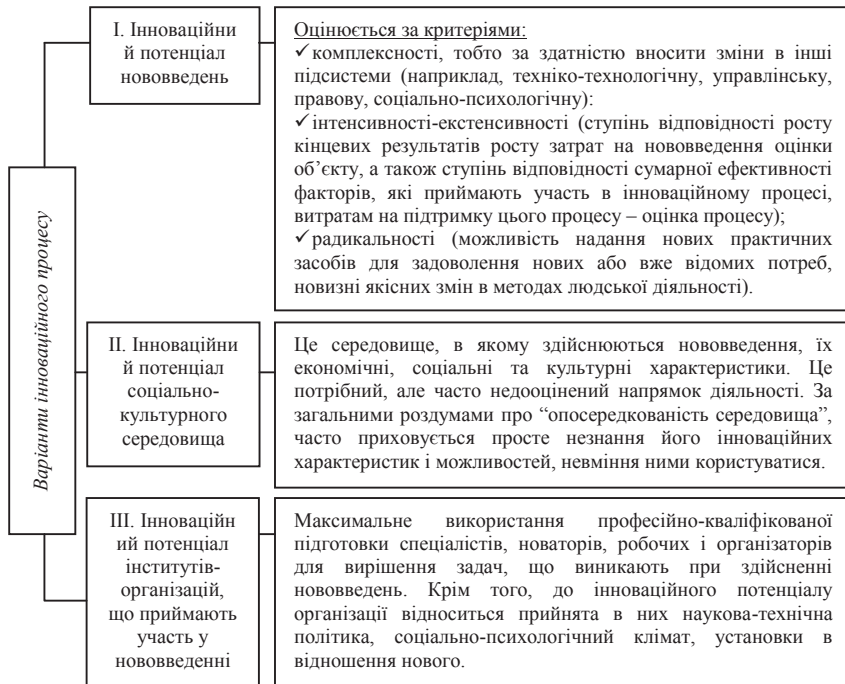 Варіанти інноваційного процесу
І. Інноваційни
й потенціал
нововведень
Оцінюється за критеріями:
✓комплексності, тобто за здатністю вносити зміни в інші
підсистеми (наприклад, техніко-технологічну, управлінську,
правову, соціально-психологічну):
✓інтенсивності-екстенсивності (ступінь відповідності росту
кінцевих результатів росту затрат на нововведення оцінки
об’єкту, а також ступінь відповідності сумарної ефективності
факторів, які приймають участь в інноваційному процесі,
витратам на підтримку цього процесу – оцінка процесу);
✓радикальності (можливість надання нових практичних
засобів для задоволення нових або вже відомих потреб,
новизні якісних змін в методах людської діяльності).
ІІ. Інноваційни
й потенціал
соціально-
культурного
середовища
Це середовище, в якому здійснюються нововведення, їх
економічні, соціальні та культурні характеристики. Це
потрібний, але часто недооцінений напрямок діяльності. За
загальними роздумами про “опосередкованість середовища”,
часто приховується просте незнання його інноваційних
характеристик і можливостей, невміння ними користуватися.
ІІІ. Інноваційн
ий потенціал
інститутів-
організацій,
що приймають
участь у
нововведенні
Максимальне використання професійно-кваліфікованої
підготовки спеціалістів, новаторів, робочих і організаторів
для вирішення задач, що виникають при здійсненні
нововведень. Крім того, до інноваційного потенціалу
організації відноситься прийнята в них наукова-технічна
політика, соціально-психологічний клімат, установки в
відношення нового.